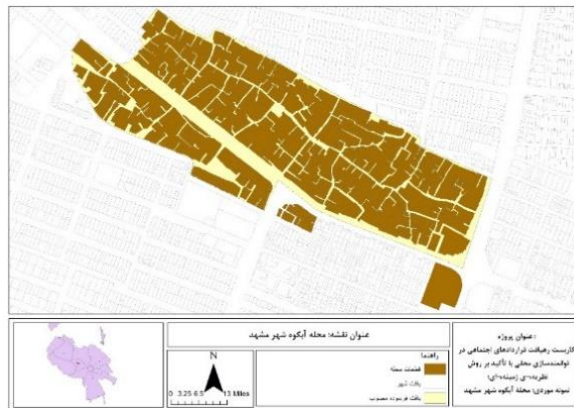 عنوان نقشه: محله آبکوه شهر مشهد
N
0 3.25 6.5 13 Miles
راهنما
قطعات محله
بافت شهر
بافت فرسوده مصوب
عنوان پروژه:
کاربست رهیافت قراردادهای اجتماعی در
توانمندسازی محلی با تأکید بر روش
نظریه‌ی زمینه‌ای؛
نمونه موردی: محله آبکوه شهر مشهد